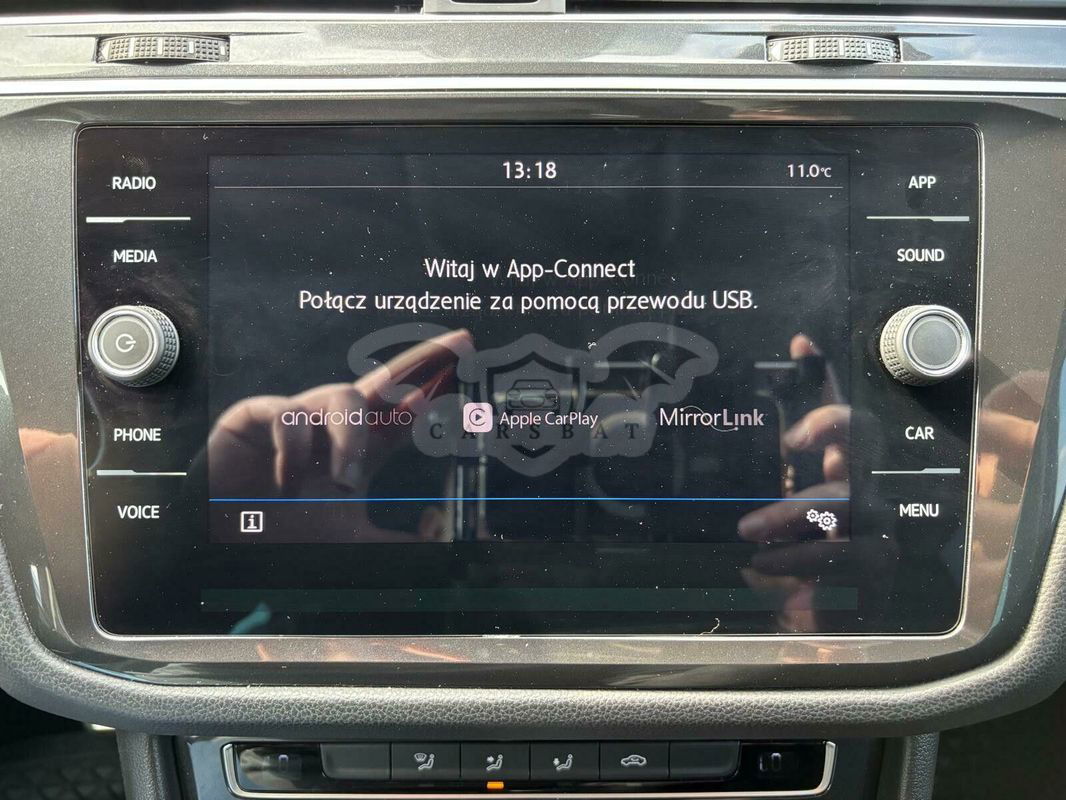 13:18
11.0°C
RADIO
MEDIA
PHONE
VOICE
APP
SOUND
CAR
MENU
Witaj w App-Connect
Połącz urządzenie za pomocą przewodu USB.
androidauto
Apple CarPlay
MirrorLink
CARSBAT
i